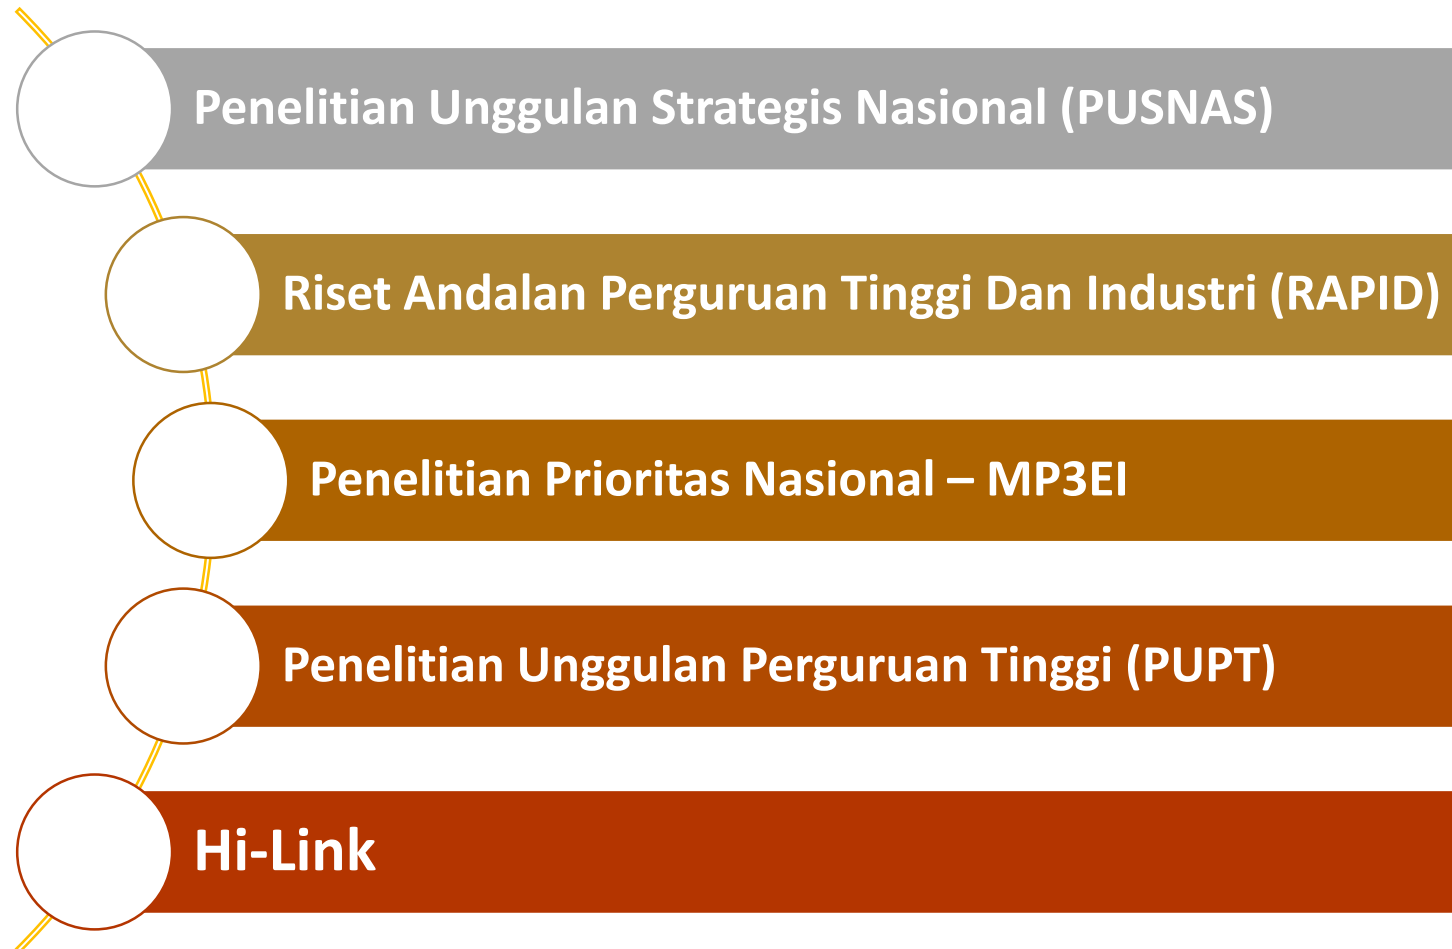 Penelitian Unggulan Strategis Nasional (PUSNAS)
Riset Andalan Perguruan Tinggi Dan Industri (RAPID)
Penelitian Prioritas Nasional – MP3EI
Penelitian Unggulan Perguruan Tinggi (PUPT)
Hi-Link